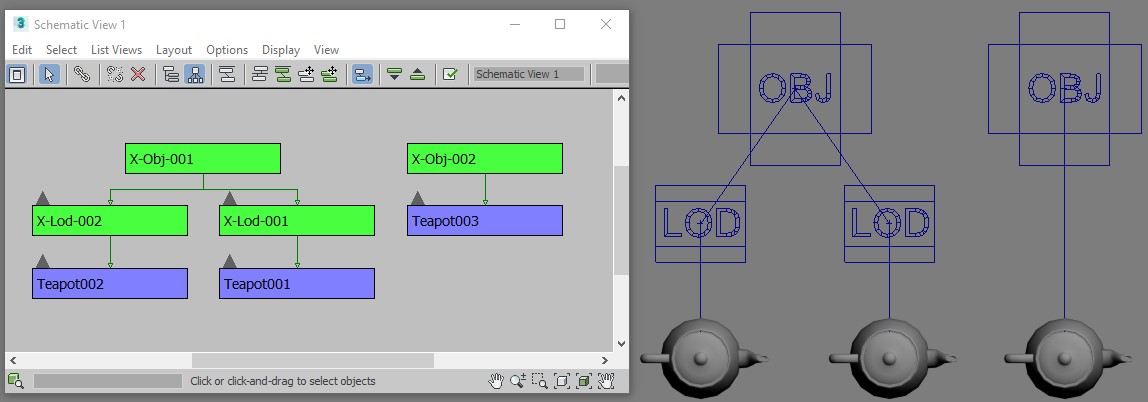 3 Schematic View 1
Edit Select List Views Layout Options Display View
Schematic View 1
X-Obj-001
X-Obj-002
X-Lod-002
X-Lod-001
Teapot003
Teapot002
Teapot001
Click or click-and-drag to select objects
OBJ
OBJ
LOD
LOD